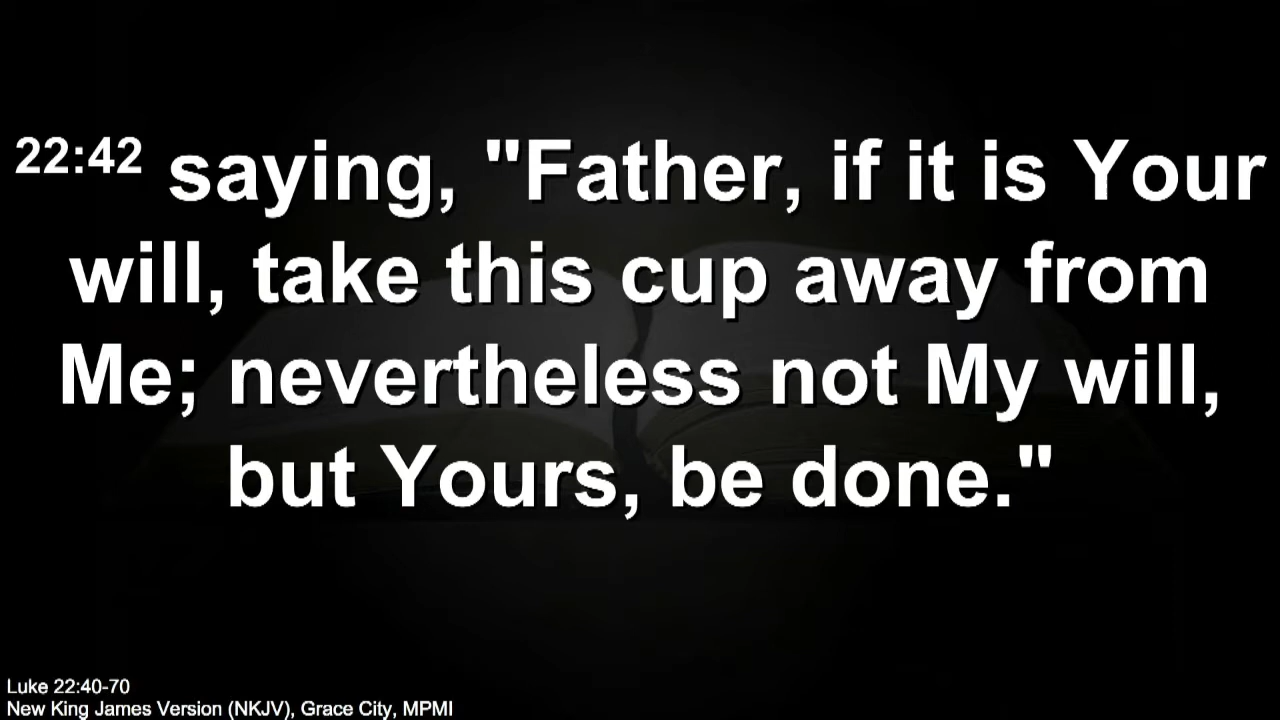 22:42 saying, "Father, if it is Your
will, take this cup away from
Me; nevertheless not My will,
but Yours, be done."
Luke 22:40-70
New King James Version (NKJV), Grace City, MPMI